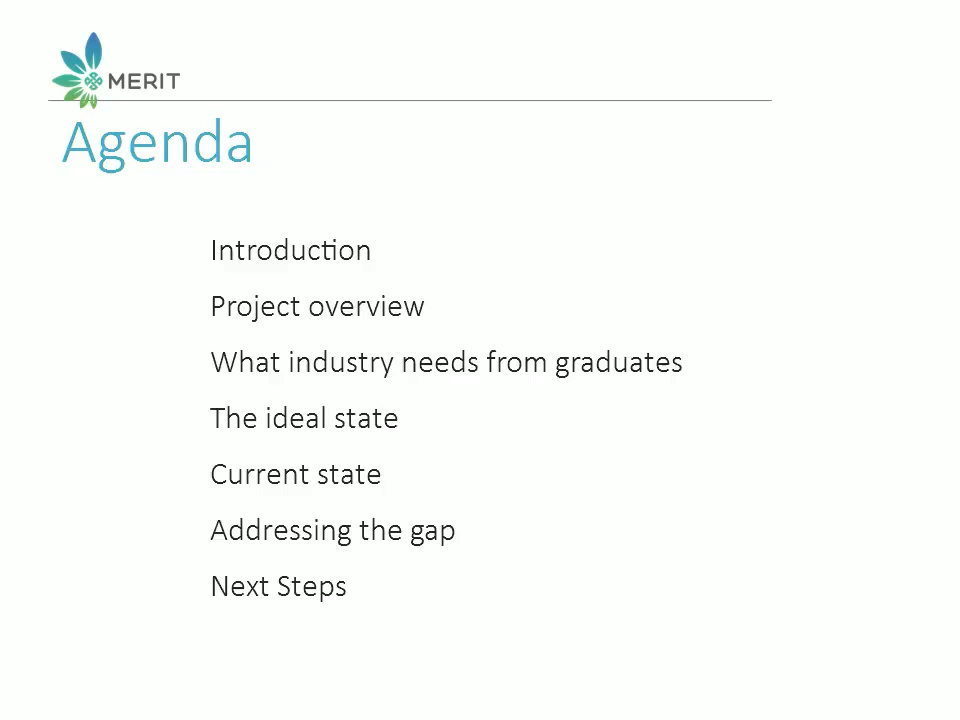 MERIT
Agenda
Introduction
Project overview
What industry needs from graduates
The ideal state
Current state
Addressing the gap
Next Steps